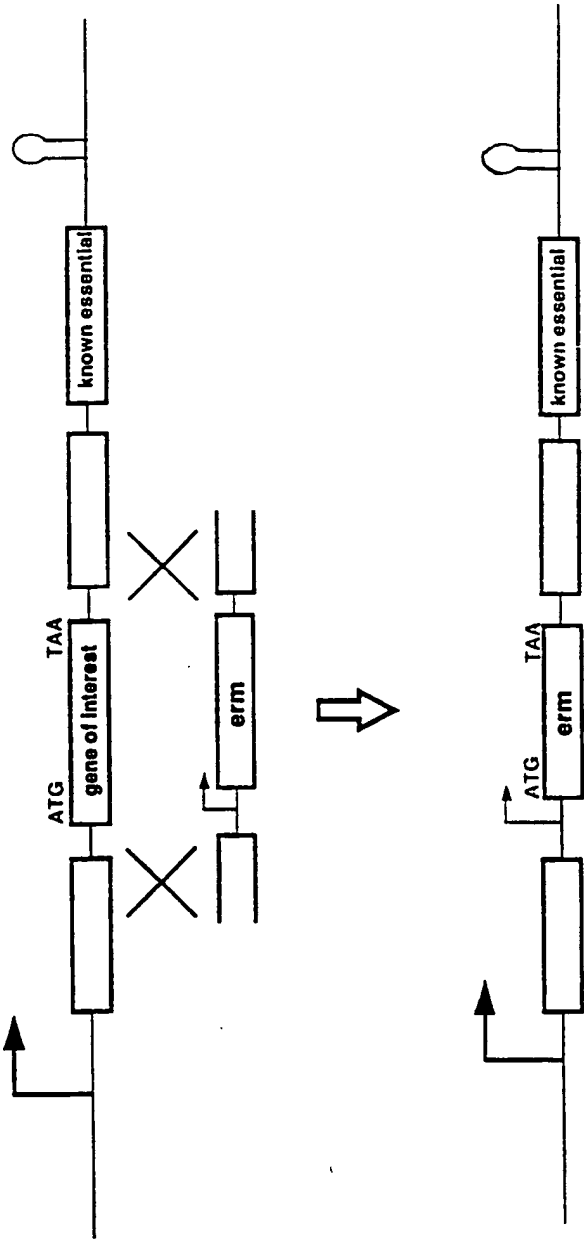 ATG TAA
gene of interest
known essential
erm
ATG TAA
erm
known essential